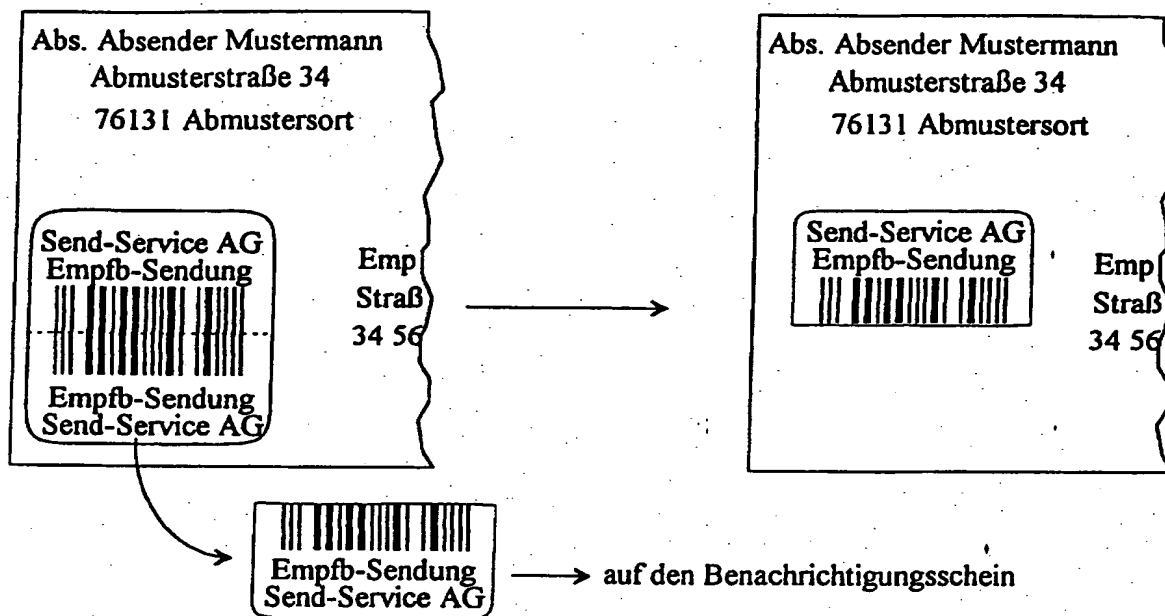 Abs. Absender Mustermann
Abmusterstraße 34
76131 Abmustersort
Send-Service AG
Empfb-Sendung
Empfb-Sendung
Send-Service AG
Emp
Straß
34 56
Empfb-Sendung
Send-Service AG
auf den Benachrichtigungsschein
Abs. Absender Mustermann
Abmusterstraße 34
76131 Abmustersort
Send-Service AG
Empfb-Sendung
Emp
Straß
34 56